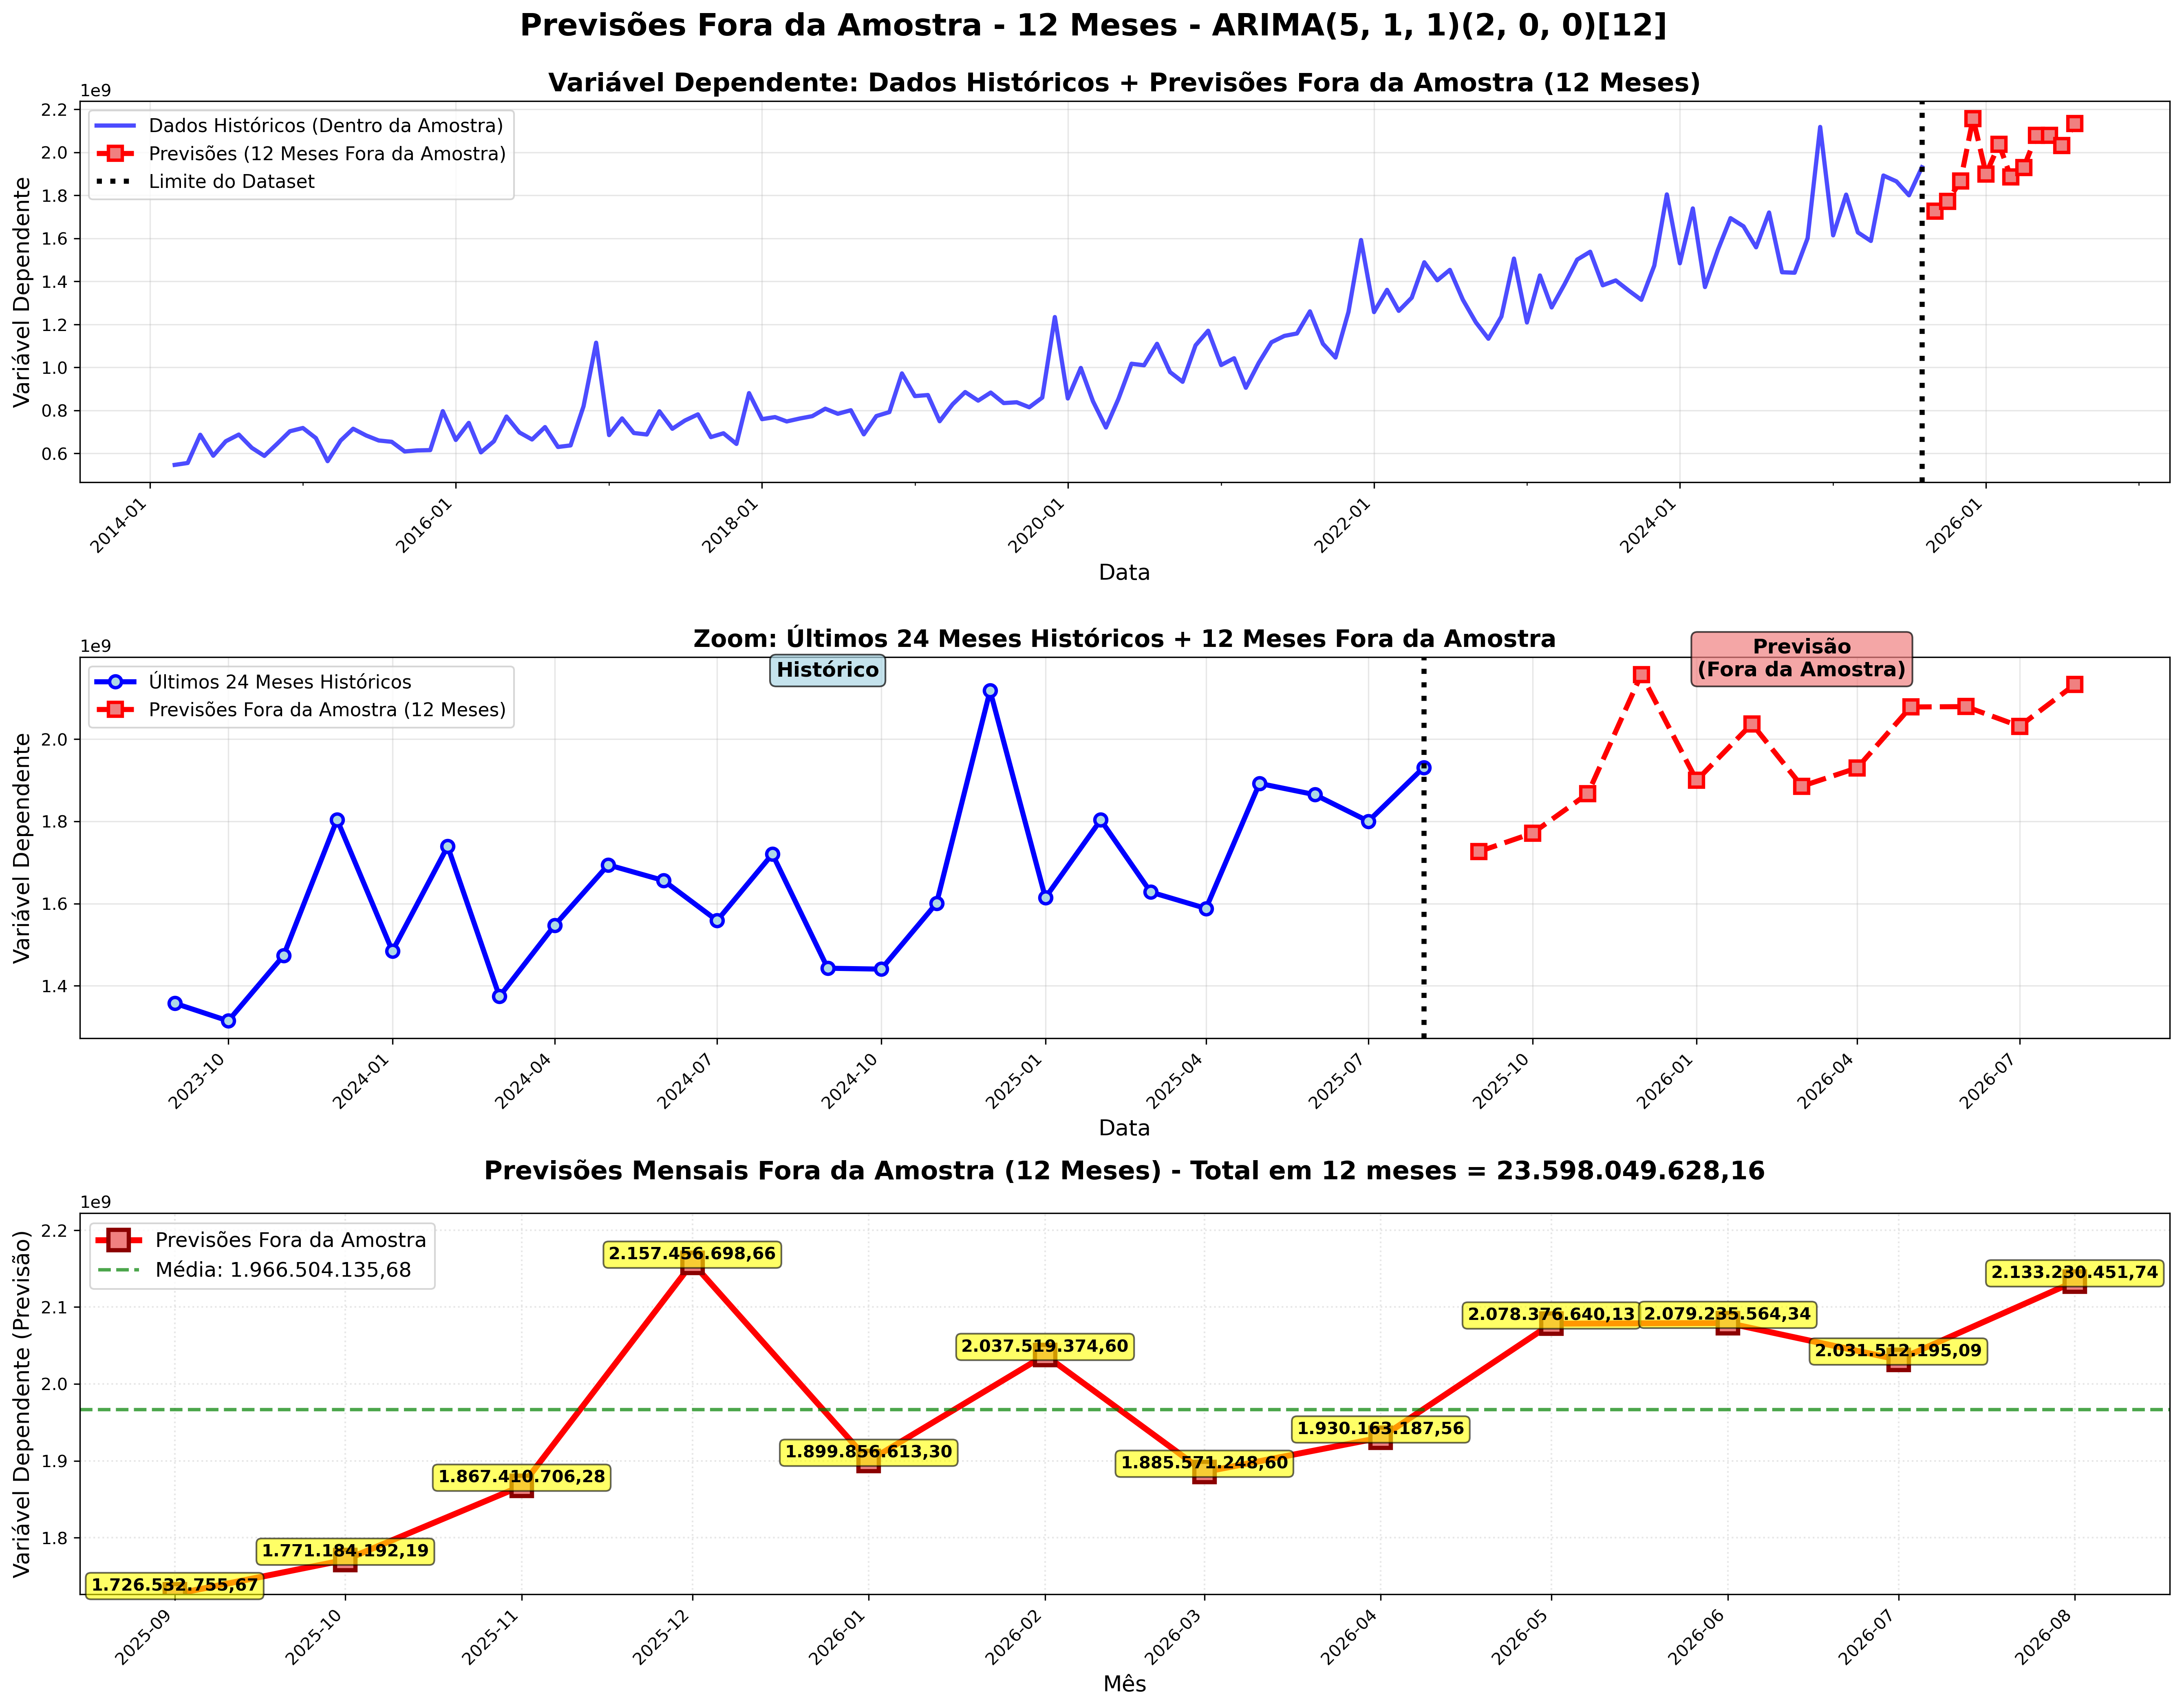 Previsões Fora da Amostra - 12 Meses - ARIMA(5, 1, 1)(2, 0, 0)[12]
Variável Dependente: Dados Históricos + Previsões Fora da Amostra (12 Meses)
1e9
Dados Históricos (Dentro da Amostra)
Previsões (12 Meses Fora da Amostra)
Limite do Dataset
Variável Dependente
2.2
2.0
1.8
1.6
1.4
1.2
1.0
0.8
0.6
2014-01
2016-01
2018-01
2020-01
2022-01
2024-01
2026-01
Data
Zoom: Últimos 24 Meses Históricos + 12 Meses Fora da Amostra
1e9
Histórico
Previsão
(Fora da Amostra)
Últimos 24 Meses Históricos
Previsões Fora da Amostra (12 Meses)
Variável Dependente
2.0
1.8
1.6
1.4
2023-10
2024-01
2024-04
2024-07
2024-10
2025-01
2025-04
2025-07
2025-10
2026-01
2026-04
2026-07
Data
Previsões Mensais Fora da Amostra (12 Meses) - Total em 12 meses = 23.598.049.628,16
1e9
Previsões Fora da Amostra
Média: 1.966.504.135,68
Variável Dependente (Previsão)
2.2
2.1
2.0
1.9
1.8
1.726.532.755,67
1.771.184.192,19
1.867.410.706,28
2.157.456.698,66
1.899.856.613,30
2.037.519.374,60
1.885.571.248,60
1.930.163.187,56
2.078.376.640,13
2.079.235.564,34
2.031.512.195,09
2.133.230.451,74
2025-09
2025-10
2025-11
2025-12
2026-01
2026-02
2026-03
2026-04
2026-05
2026-06
2026-07
2026-08
Mês